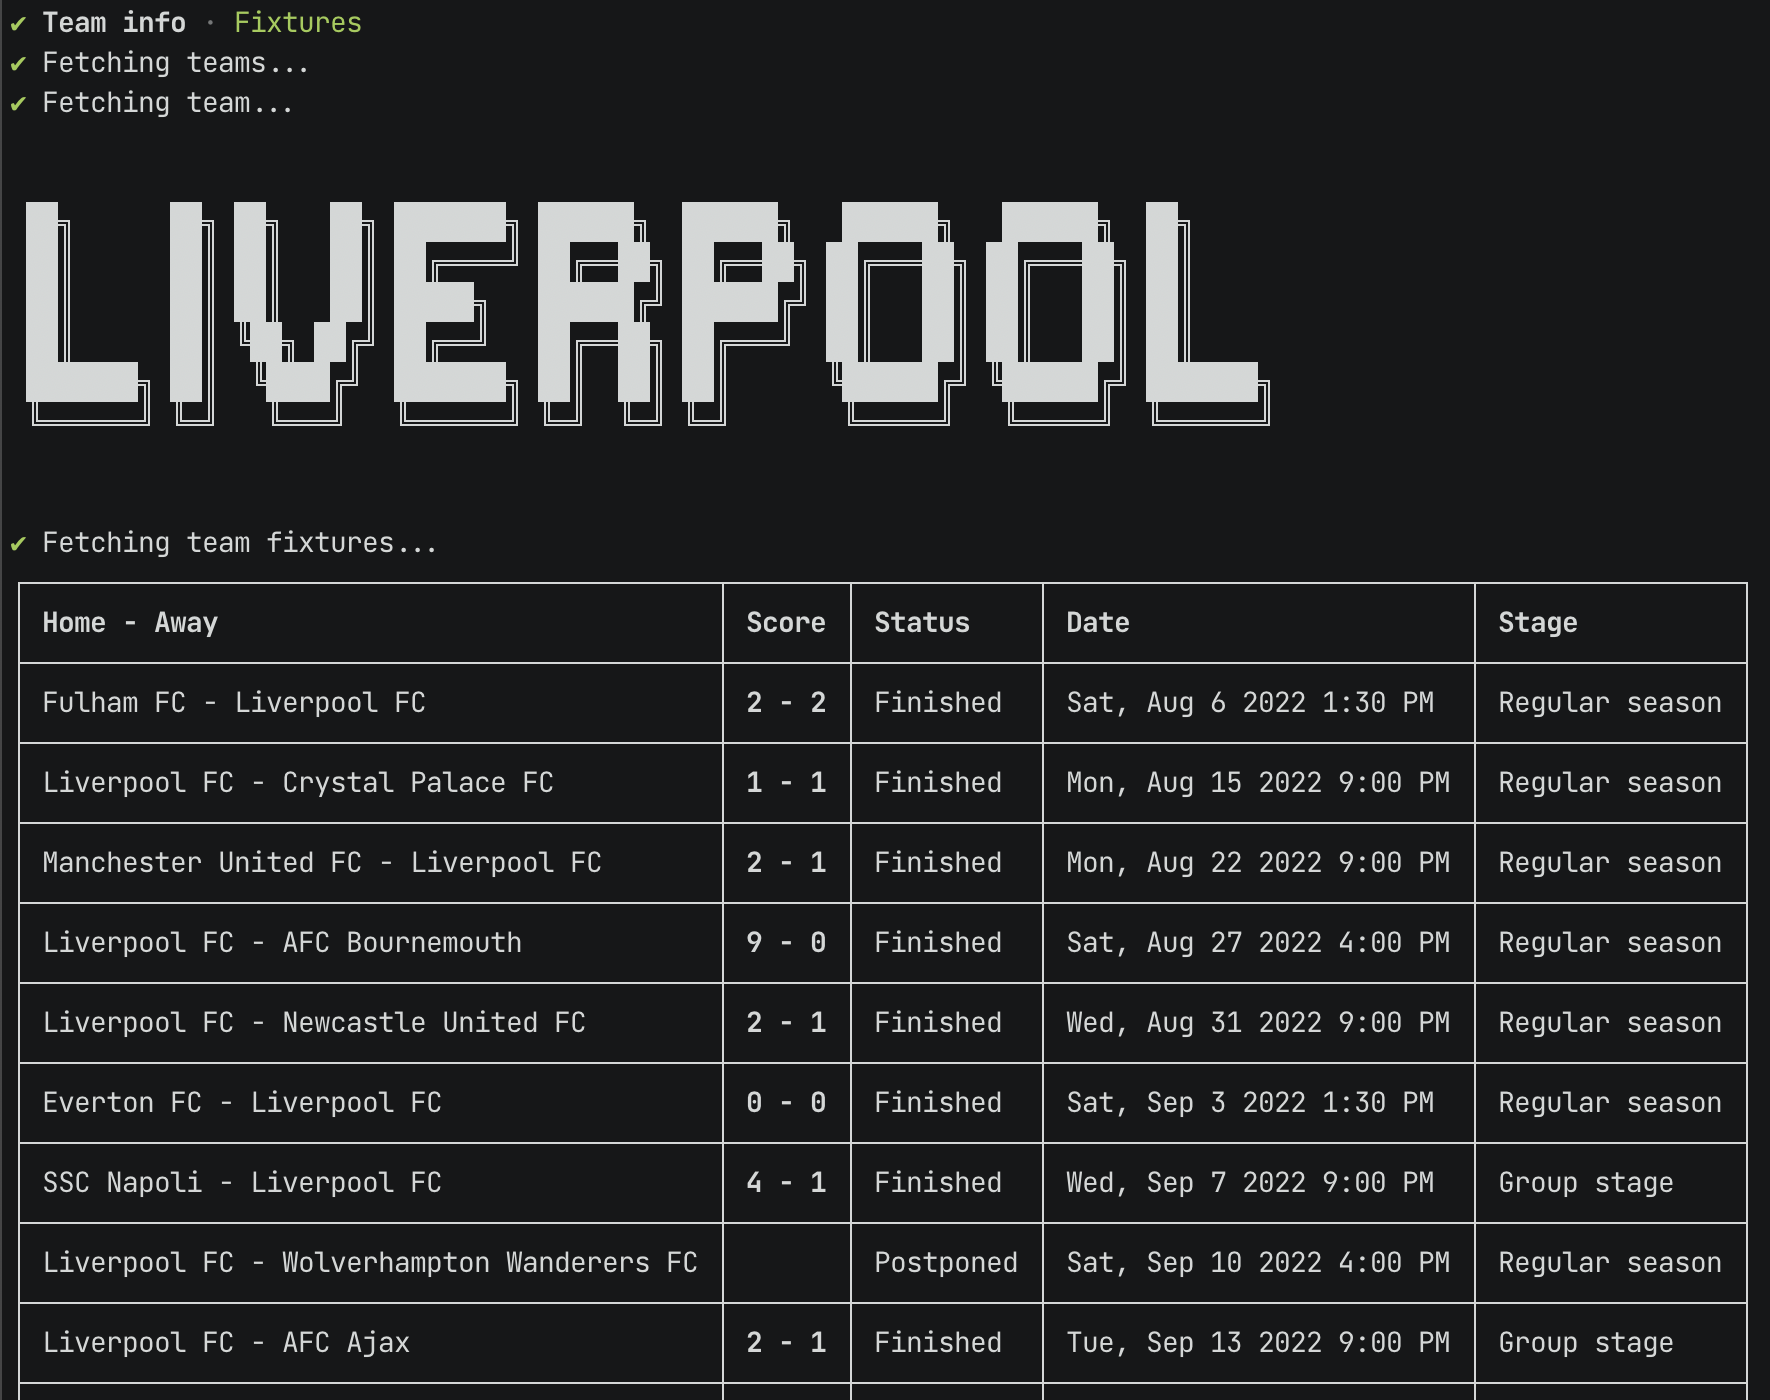 ✔ Team info · Fixtures
✔ Fetching teams...
✔ Fetching team...
LIVERPOOL
✔ Fetching team fixtures...
Home - Away Score Status Date Stage
Fulham FC - Liverpool FC 2 - 2 Finished Sat, Aug 6 2022 1:30 PM Regular season
Liverpool FC - Crystal Palace FC 1 - 1 Finished Mon, Aug 15 2022 9:00 PM Regular season
Manchester United FC - Liverpool FC 2 - 1 Finished Mon, Aug 22 2022 9:00 PM Regular season
Liverpool FC - AFC Bournemouth 9 - 0 Finished Sat, Aug 27 2022 4:00 PM Regular season
Liverpool FC - Newcastle United FC 2 - 1 Finished Wed, Aug 31 2022 9:00 PM Regular season
Everton FC - Liverpool FC 0 - 0 Finished Sat, Sep 3 2022 1:30 PM Regular season
SSC Napoli - Liverpool FC 4 - 1 Finished Wed, Sep 7 2022 9:00 PM Group stage
Liverpool FC - Wolverhampton Wanderers FC Postponed Sat, Sep 10 2022 4:00 PM Regular season
Liverpool FC - AFC Ajax 2 - 1 Finished Tue, Sep 13 2022 9:00 PM Group stage